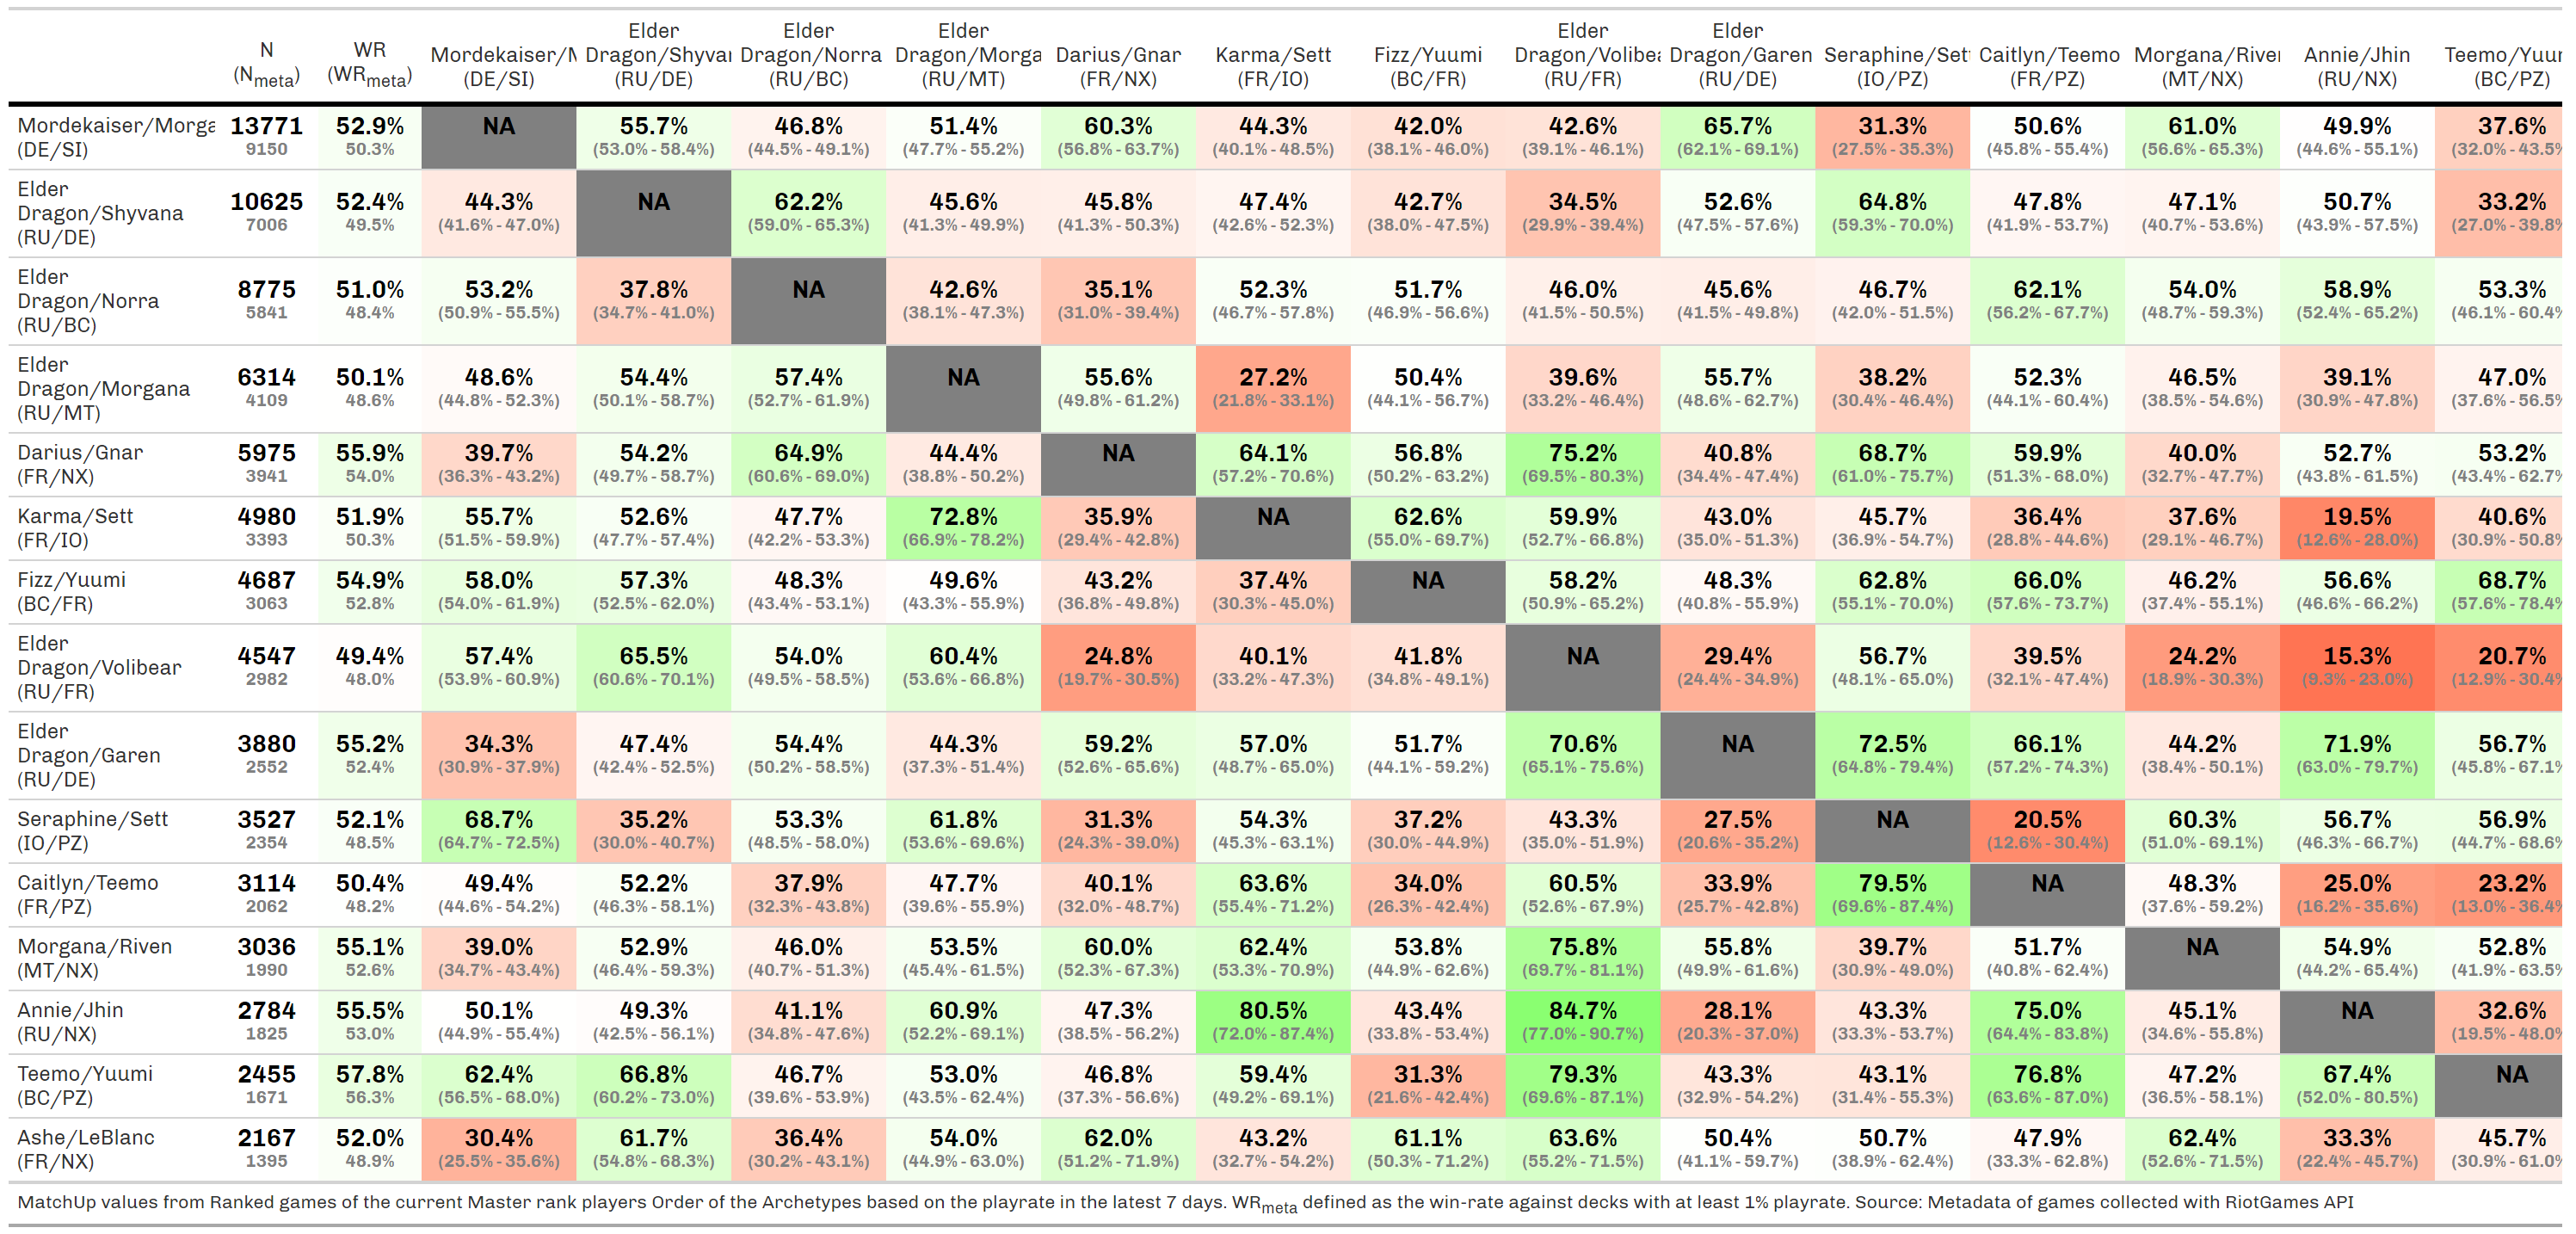 N WR Mordekaiser/M Elder Dragon/Shyvan Elder Dragon/Norra Elder Dragon/Morga Darius/Gnar Karma/Sett Fizz/Yuumi Elder Dragon/Volibea Elder Dragon/Garen Seraphine/Set Caitlyn/Teemo Morgana/River Annie/Jhin Teemo/Yuum
(Nmeta) (WRmeta) (DE/SI) (RU/DE) (RU/BC) (RU/MT) (FR/NX) (FR/IO) (BC/FR) (RU/FR) (RU/DE) (IO/PZ) (FR/PZ) (MT/NX) (RU/NX) (BC/PZ)
Mordekaiser/Morga 13771 52.9% NA 55.7% 46.8% 51.4% 60.3% 44.3% 42.0% 42.6% 65.7% 31.3% 50.6% 61.0% 49.9% 37.6%
(DE/SI) 9150 50.3% (53.0% - 58.4%) (44.5% - 49.1%) (47.7% - 55.2%) (56.8% - 63.7%) (40.1% - 48.5%) (38.1% - 46.0%) (39.1% - 46.1%) (62.1% - 69.1%) (27.5% - 35.3%) (45.8% - 55.4%) (56.6% - 65.3%) (44.6% - 55.1%) (32.0% - 43.5%
Elder
Dragon/Shyvana 10625 52.4% 44.3% NA 62.2% 45.6% 45.8% 47.4% 42.7% 34.5% 52.6% 64.8% 47.8% 47.1% 50.7% 33.2%
(RU/DE) 7006 49.5% (41.6% - 47.0%) (59.0% - 65.3%) (41.3% - 49.9%) (41.3% - 50.3%) (42.6% - 52.3%) (38.0% - 47.5%) (29.9% - 39.4%) (47.5% - 57.6%) (59.3% - 70.0%) (41.9% - 53.7%) (40.7% - 53.6%) (43.9% - 57.5%) (27.0% - 39.8%
Elder
Dragon/Norra 8775 51.0% 53.2% 37.8% NA 42.6% 35.1% 52.3% 51.7% 46.0% 45.6% 46.7% 62.1% 54.0% 58.9% 53.3%
(RU/BC) 5841 48.4% (50.9% - 55.5%) (34.7% - 41.0%) (38.1% - 47.3%) (31.0% - 39.4%) (46.7% - 57.8%) (46.9% - 56.6%) (41.5% - 50.5%) (41.5% - 49.8%) (42.0% - 51.5%) (56.2% - 67.7%) (48.7% - 59.3%) (52.4% - 65.2%) (46.1% - 60.4%
Elder
Dragon/Morgana 6314 50.1% 48.6% 54.4% 57.4% NA 55.6% 27.2% 50.4% 39.6% 55.7% 38.2% 52.3% 46.5% 39.1% 47.0%
(RU/MT) 4109 48.6% (44.8% - 52.3%) (50.1% - 58.7%) (52.7% - 61.9%) (49.8% - 61.2%) (21.8% - 33.1%) (44.1% - 56.7%) (33.2% - 46.4%) (48.6% - 62.7%) (30.4% - 46.4%) (44.1% - 60.4%) (38.5% - 54.6%) (30.9% - 47.8%) (37.6% - 56.5%
Darius/Gnar 5975 55.9% 39.7% 54.2% 64.9% 44.4% NA 64.1% 56.8% 75.2% 40.8% 68.7% 59.9% 40.0% 52.7% 53.2%
(FR/NX) 3941 54.0% (36.3% - 43.2%) (49.7% - 58.7%) (60.6% - 69.0%) (38.8% - 50.2%) (57.2% - 70.6%) (50.2% - 63.2%) (69.5% - 80.3%) (34.4% - 47.4%) (61.0% - 75.7%) (51.3% - 68.0%) (32.7% - 47.7%) (43.8% - 61.5%) (43.4% - 62.7%
Karma/Sett 4980 51.9% 55.7% 52.6% 47.7% 72.8% 35.9% NA 62.6% 59.9% 43.0% 45.7% 36.4% 37.6% 19.5% 40.6%
(FR/IO) 3393 50.3% (51.5% - 59.9%) (47.7% - 57.4%) (42.2% - 53.3%) (66.9% - 78.2%) (29.4% - 42.8%) (55.0% - 69.7%) (52.7% - 66.8%) (35.0% - 51.3%) (36.9% - 54.7%) (28.8% - 44.6%) (29.1% - 46.7%) (12.6% - 28.0%) (30.9% - 50.8%
Fizz/Yuumi 4687 54.9% 58.0% 57.3% 48.3% 49.6% 43.2% 37.4% NA 58.2% 48.3% 62.8% 66.0% 46.2% 56.6% 68.7%
(BC/FR) 3063 52.8% (54.0% - 61.9%) (52.5% - 62.0%) (43.4% - 53.1%) (43.3% - 55.9%) (36.8% - 49.8%) (30.3% - 45.0%) (50.9% - 65.2%) (40.8% - 55.9%) (55.1% - 70.0%) (57.6% - 73.7%) (37.4% - 55.1%) (46.6% - 66.2%) (57.6% - 78.4%
Elder
Dragon/Volibear 4547 49.4% 57.4% 65.5% 54.0% 60.4% 24.8% 40.1% 41.8% NA 29.4% 56.7% 39.5% 24.2% 15.3% 20.7%
(RU/FR) 2982 48.0% (53.9% - 60.9%) (60.6% - 70.1%) (49.5% - 58.5%) (53.6% - 66.8%) (19.7% - 30.5%) (33.2% - 47.3%) (34.8% - 49.1%) (24.4% - 34.9%) (48.1% - 65.0%) (32.1% - 47.4%) (18.9% - 30.3%) (9.3% - 23.0%) (12.9% - 30.4%
Elder
Dragon/Garen 3880 55.2% 34.3% 47.4% 54.4% 44.3% 59.2% 57.0% 51.7% 70.6% NA 72.5% 66.1% 44.2% 71.9% 56.7%
(RU/DE) 2552 52.4% (30.9% - 37.9%) (42.4% - 52.5%) (50.2% - 58.5%) (37.3% - 51.4%) (52.6% - 65.6%) (48.7% - 65.0%) (44.1% - 59.2%) (65.1% - 75.6%) (64.8% - 79.4%) (57.2% - 74.3%) (38.4% - 50.1%) (63.0% - 79.7%) (45.8% - 67.1%
Seraphine/Sett 3527 52.1% 68.7% 35.2% 53.3% 61.8% 31.3% 54.3% 37.2% 43.3% 27.5% NA 20.5% 60.3% 56.7% 56.9%
(IO/PZ) 2354 48.5% (64.7% - 72.5%) (30.0% - 40.7%) (48.5% - 58.0%) (53.6% - 69.6%) (24.3% - 39.0%) (45.3% - 63.1%) (30.0% - 44.9%) (35.0% - 51.9%) (20.6% - 35.2%) (12.6% - 30.4%) (51.0% - 69.1%) (46.3% - 66.7%) (44.7% - 68.6%
Caitlyn/Teemo 3114 50.4% 49.4% 52.2% 37.9% 47.7% 40.1% 63.6% 34.0% 60.5% 33.9% 79.5% NA 48.3% 25.0% 23.2%
(FR/PZ) 2062 48.2% (44.6% - 54.2%) (46.3% - 58.1%) (32.3% - 43.8%) (39.6% - 55.9%) (32.0% - 48.7%) (55.4% - 71.2%) (26.3% - 42.4%) (52.6% - 67.9%) (25.7% - 42.8%) (69.6% - 87.4%) (37.6% - 59.2%) (16.2% - 35.6%) (13.0% - 36.4%
Morgana/Riven 3036 55.1% 39.0% 52.9% 46.0% 53.5% 60.0% 62.4% 53.8% 75.8% 55.8% 39.7% 51.7% NA 54.9% 52.8%
(MT/NX) 1990 52.6% (34.7% - 43.4%) (46.4% - 59.3%) (40.7% - 51.3%) (45.4% - 61.5%) (52.3% - 67.3%) (53.3% - 70.9%) (44.9% - 62.6%) (69.7% - 81.1%) (49.9% - 61.6%) (30.9% - 49.0%) (40.8% - 62.4%) (44.2% - 65.4%) (41.9% - 63.5%
Annie/Jhin 2784 55.5% 50.1% 49.3% 41.1% 60.9% 47.3% 80.5% 43.4% 84.7% 28.1% 43.3% 75.0% 45.1% NA 32.6%
(RU/NX) 1825 53.0% (44.9% - 55.4%) (42.5% - 56.1%) (34.8% - 47.6%) (52.2% - 69.1%) (38.5% - 56.2%) (72.0% - 87.4%) (33.8% - 53.4%) (77.0% - 90.7%) (20.3% - 37.0%) (33.3% - 53.7%) (64.4% - 83.8%) (34.6% - 55.8%) (19.5% - 48.0%
Teemo/Yuumi 2455 57.8% 62.4% 66.8% 46.7% 53.0% 46.8% 59.4% 31.3% 79.3% 43.3% 43.1% 76.8% 47.2% 67.4% NA
(BC/PZ) 1671 56.3% (56.5% - 68.0%) (60.2% - 73.0%) (39.6% - 53.9%) (43.5% - 62.4%) (37.3% - 56.6%) (49.2% - 69.1%) (21.6% - 42.4%) (69.6% - 87.1%) (32.9% - 54.2%) (31.4% - 55.3%) (63.6% - 87.0%) (36.5% - 58.1%) (52.0% - 80.5%)
Ashe/LeBlanc 2167 52.0% 30.4% 61.7% 36.4% 54.0% 62.0% 43.2% 61.1% 63.6% 50.4% 50.7% 47.9% 62.4% 33.3% 45.7%
(FR/NX) 1395 48.9% (25.5% - 35.6%) (54.8% - 68.3%) (30.2% - 43.1%) (44.9% - 63.0%) (51.2% - 71.9%) (32.7% - 54.2%) (50.3% - 71.2%) (55.2% - 71.5%) (41.1% - 59.7%) (38.9% - 62.4%) (33.3% - 62.8%) (52.6% - 71.5%) (22.4% - 45.7%) (30.9% - 61.0%
MatchUp values from Ranked games of the current Master rank players Order of the Archetypes based on the playrate in the latest 7 days. WRmeta defined as the win-rate against decks with at least 1% playrate. Source: Metadata of games collected with RiotGames API